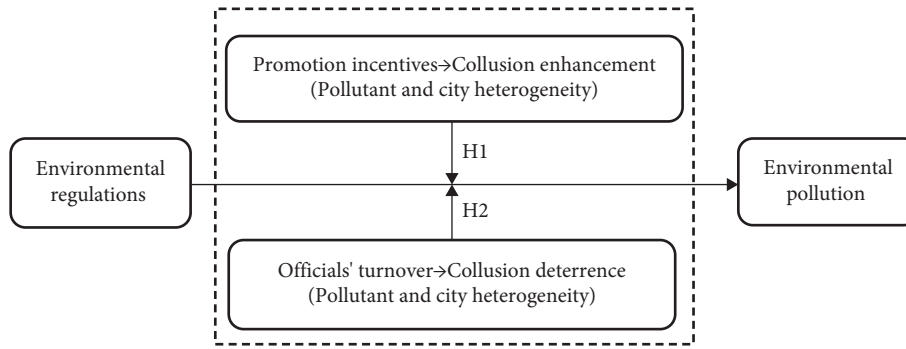 Promotion incentives→Collusion enhancement
(Pollutant and city heterogeneity)
H1
Environmental
regulations
Environmental
pollution
H2
Officials' turnover→Collusion deterrence
(Pollutant and city heterogeneity)